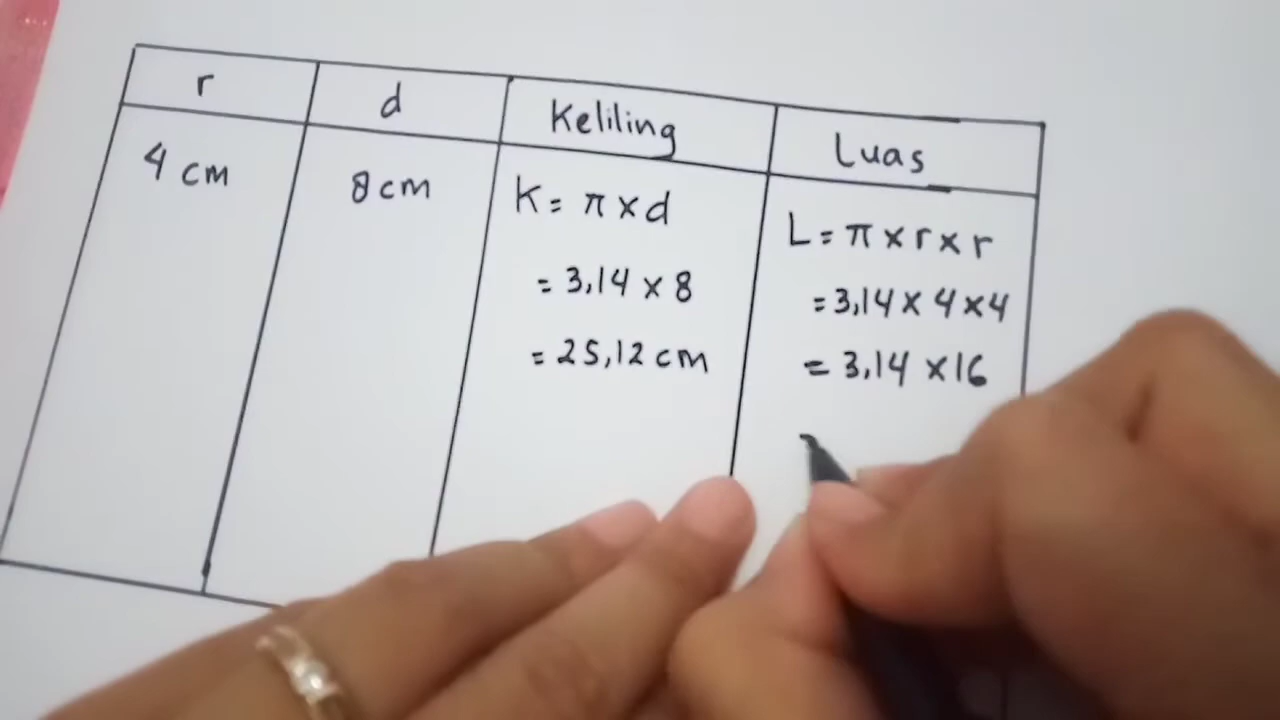 r
d
Keliling
Luas
4 cm
8 cm
K = π × d
= 3,14 × 8
= 25,12 cm
L = π × r × r
= 3,14 × 4 × 4
= 3,14 × 16